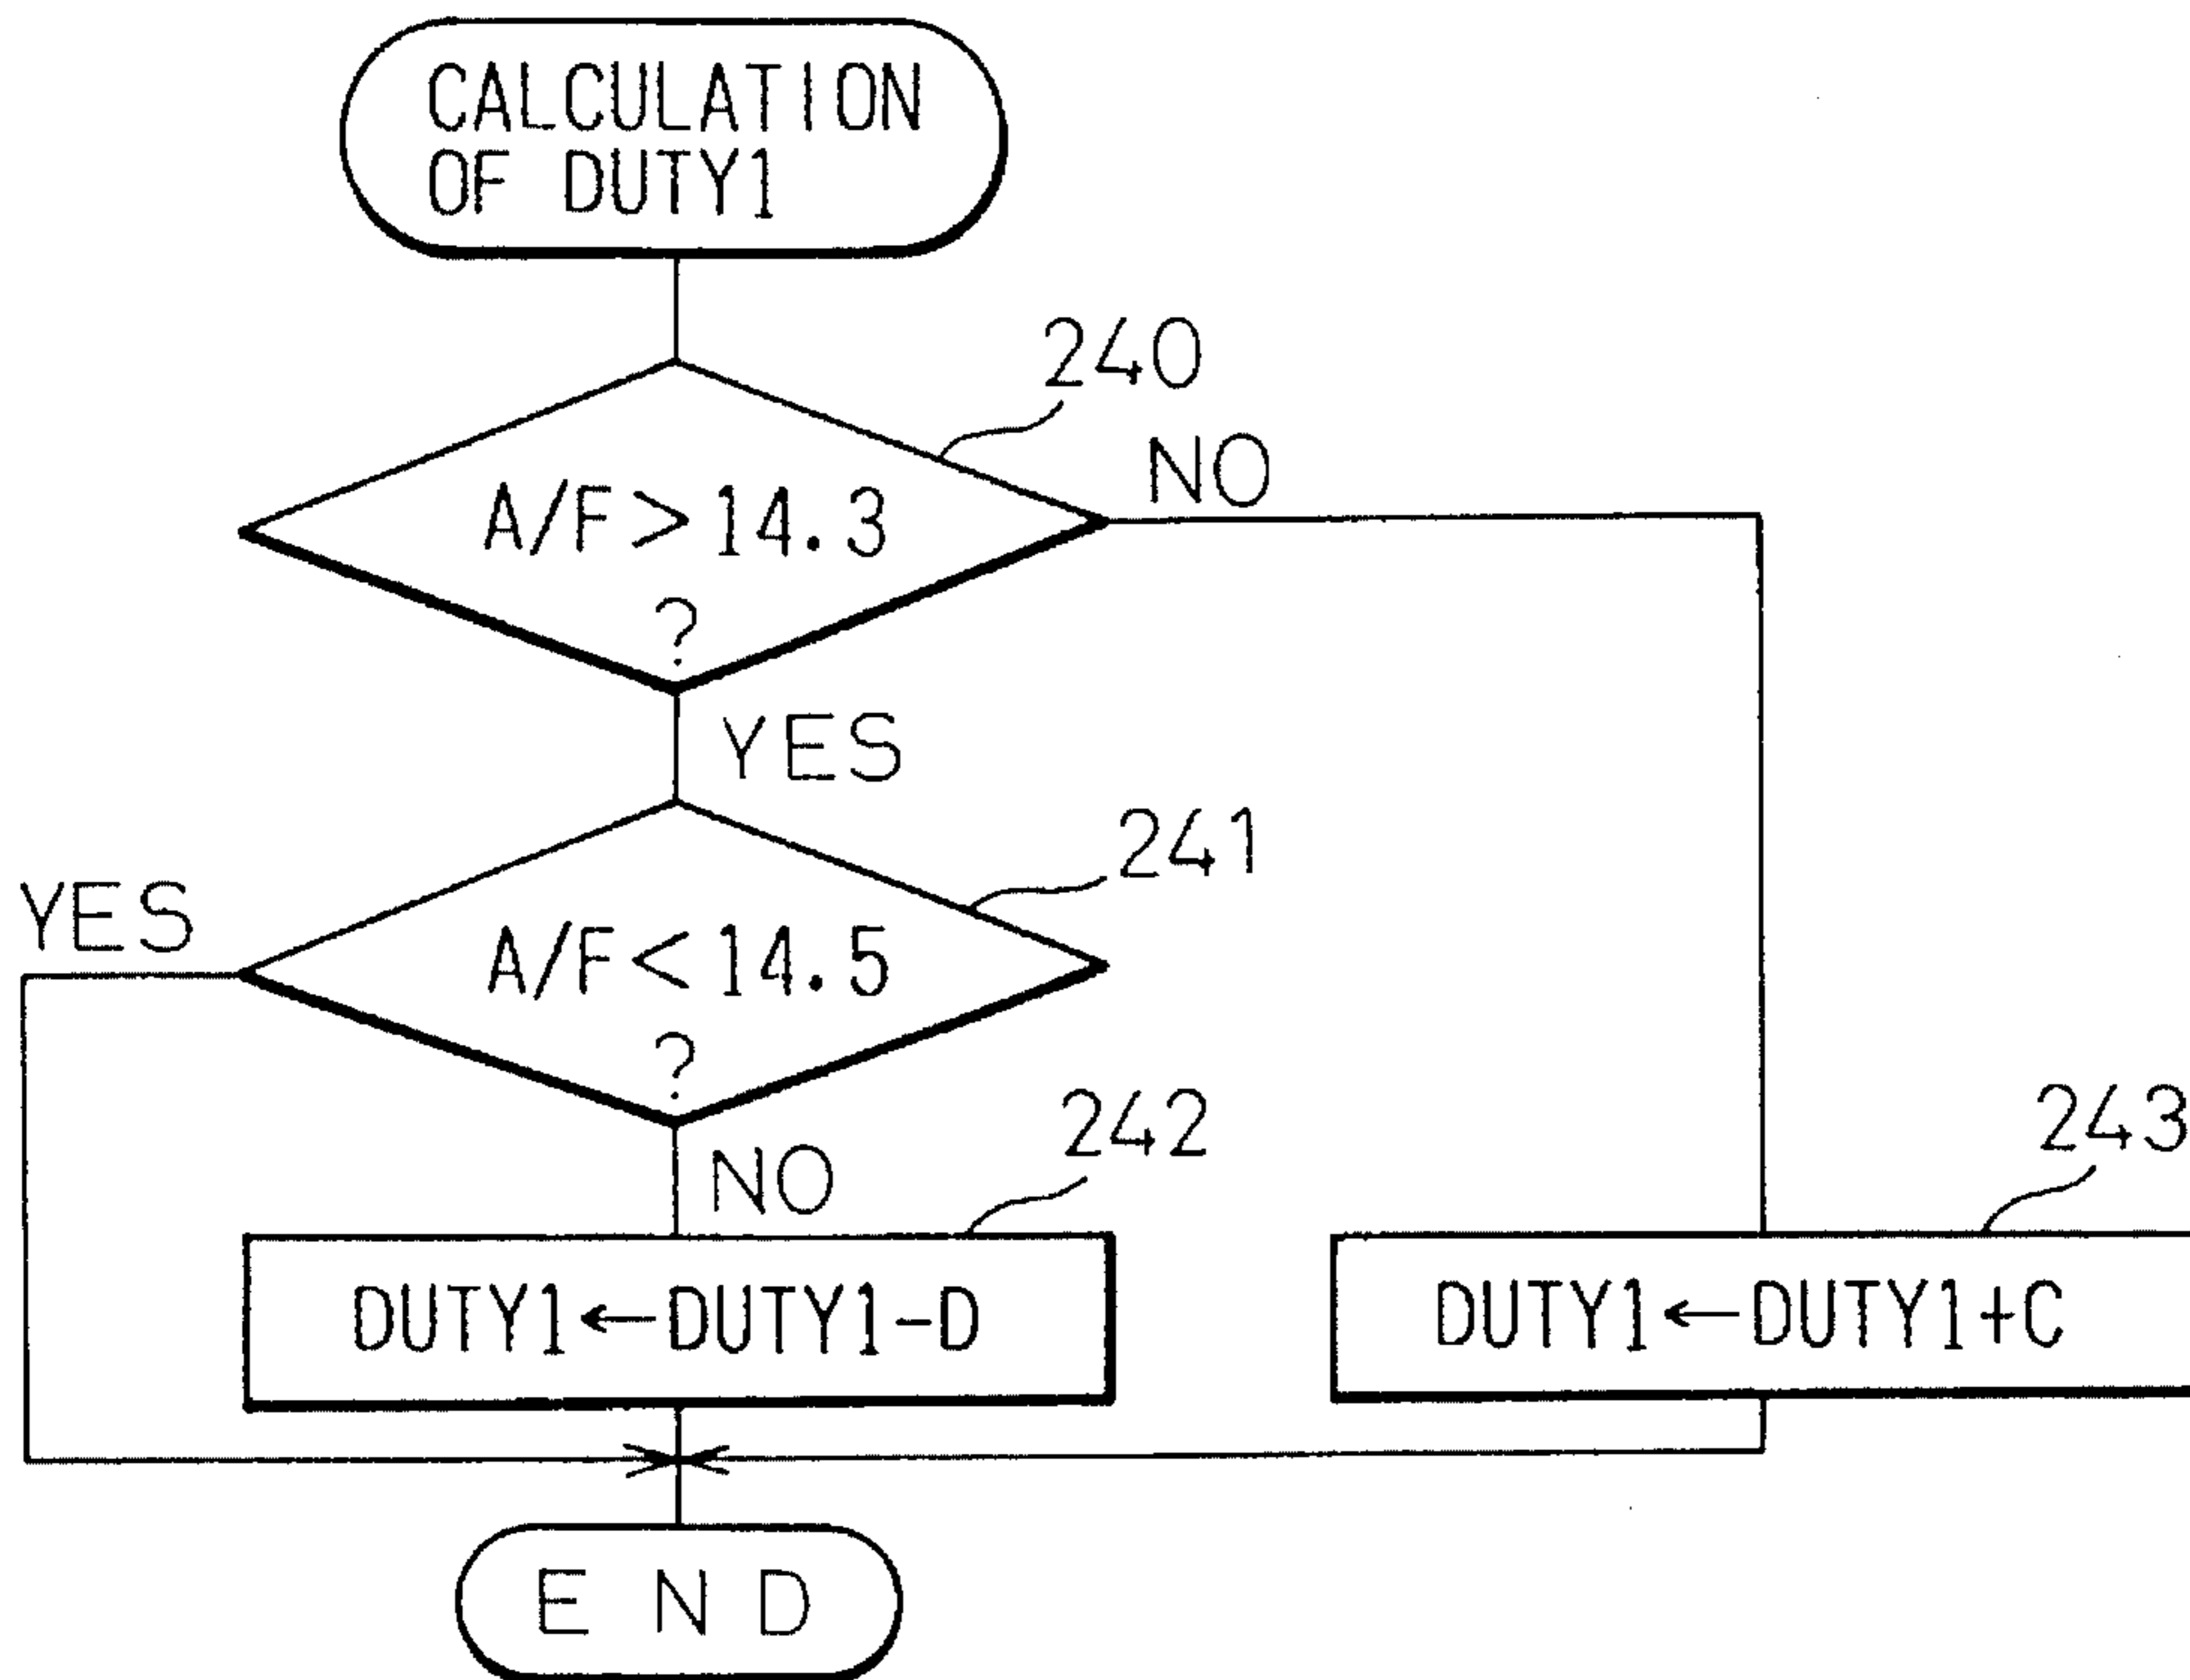 CALCULATION
OF DUTY1
240
NO
A/F>14.3
?
YES
241
YES
A/F<14.5
?
NO
242
243
DUTY1←DUTY1-D
DUTY1←DUTY1+C
END